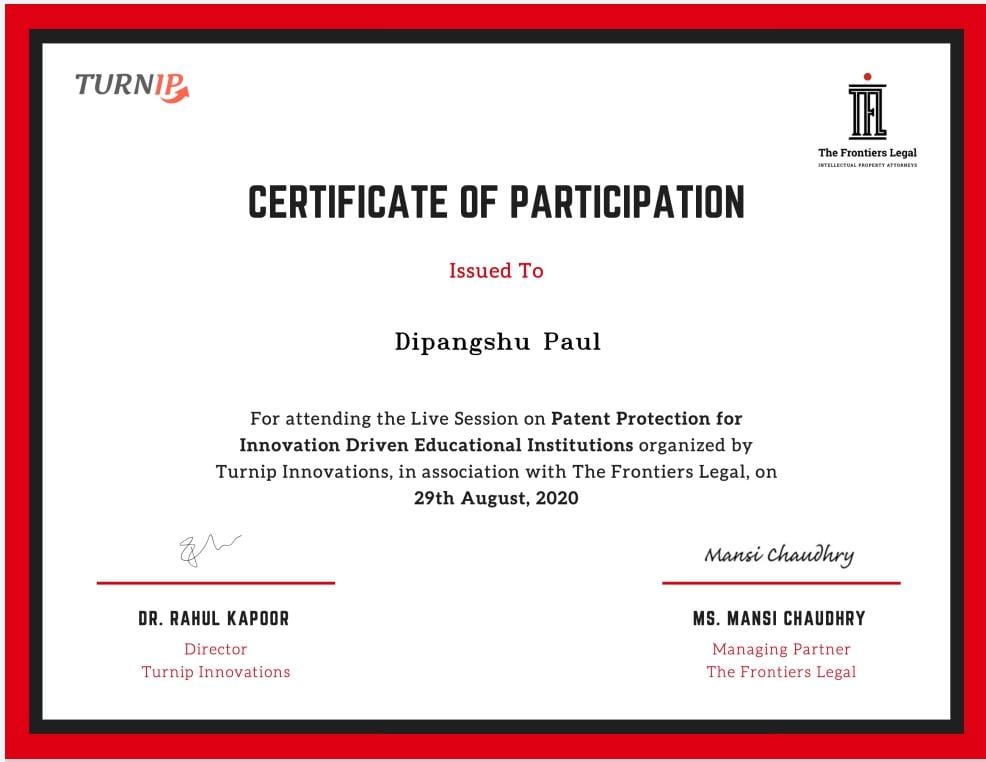 TURNIP
TFL
The Frontiers Legal
INTELLECTUAL PROPERTY ATTORNEYS
CERTIFICATE OF PARTICIPATION
Issued To
Dipangshu Paul
For attending the Live Session on Patent Protection for
Innovation Driven Educational Institutions organized by
Turnip Innovations, in association with The Frontiers Legal, on
29th August, 2020
Mansi Chaudhry
DR. RAHUL KAPOOR
Director
Turnip Innovations
MS. MANSI CHAUDHRY
Managing Partner
The Frontiers Legal